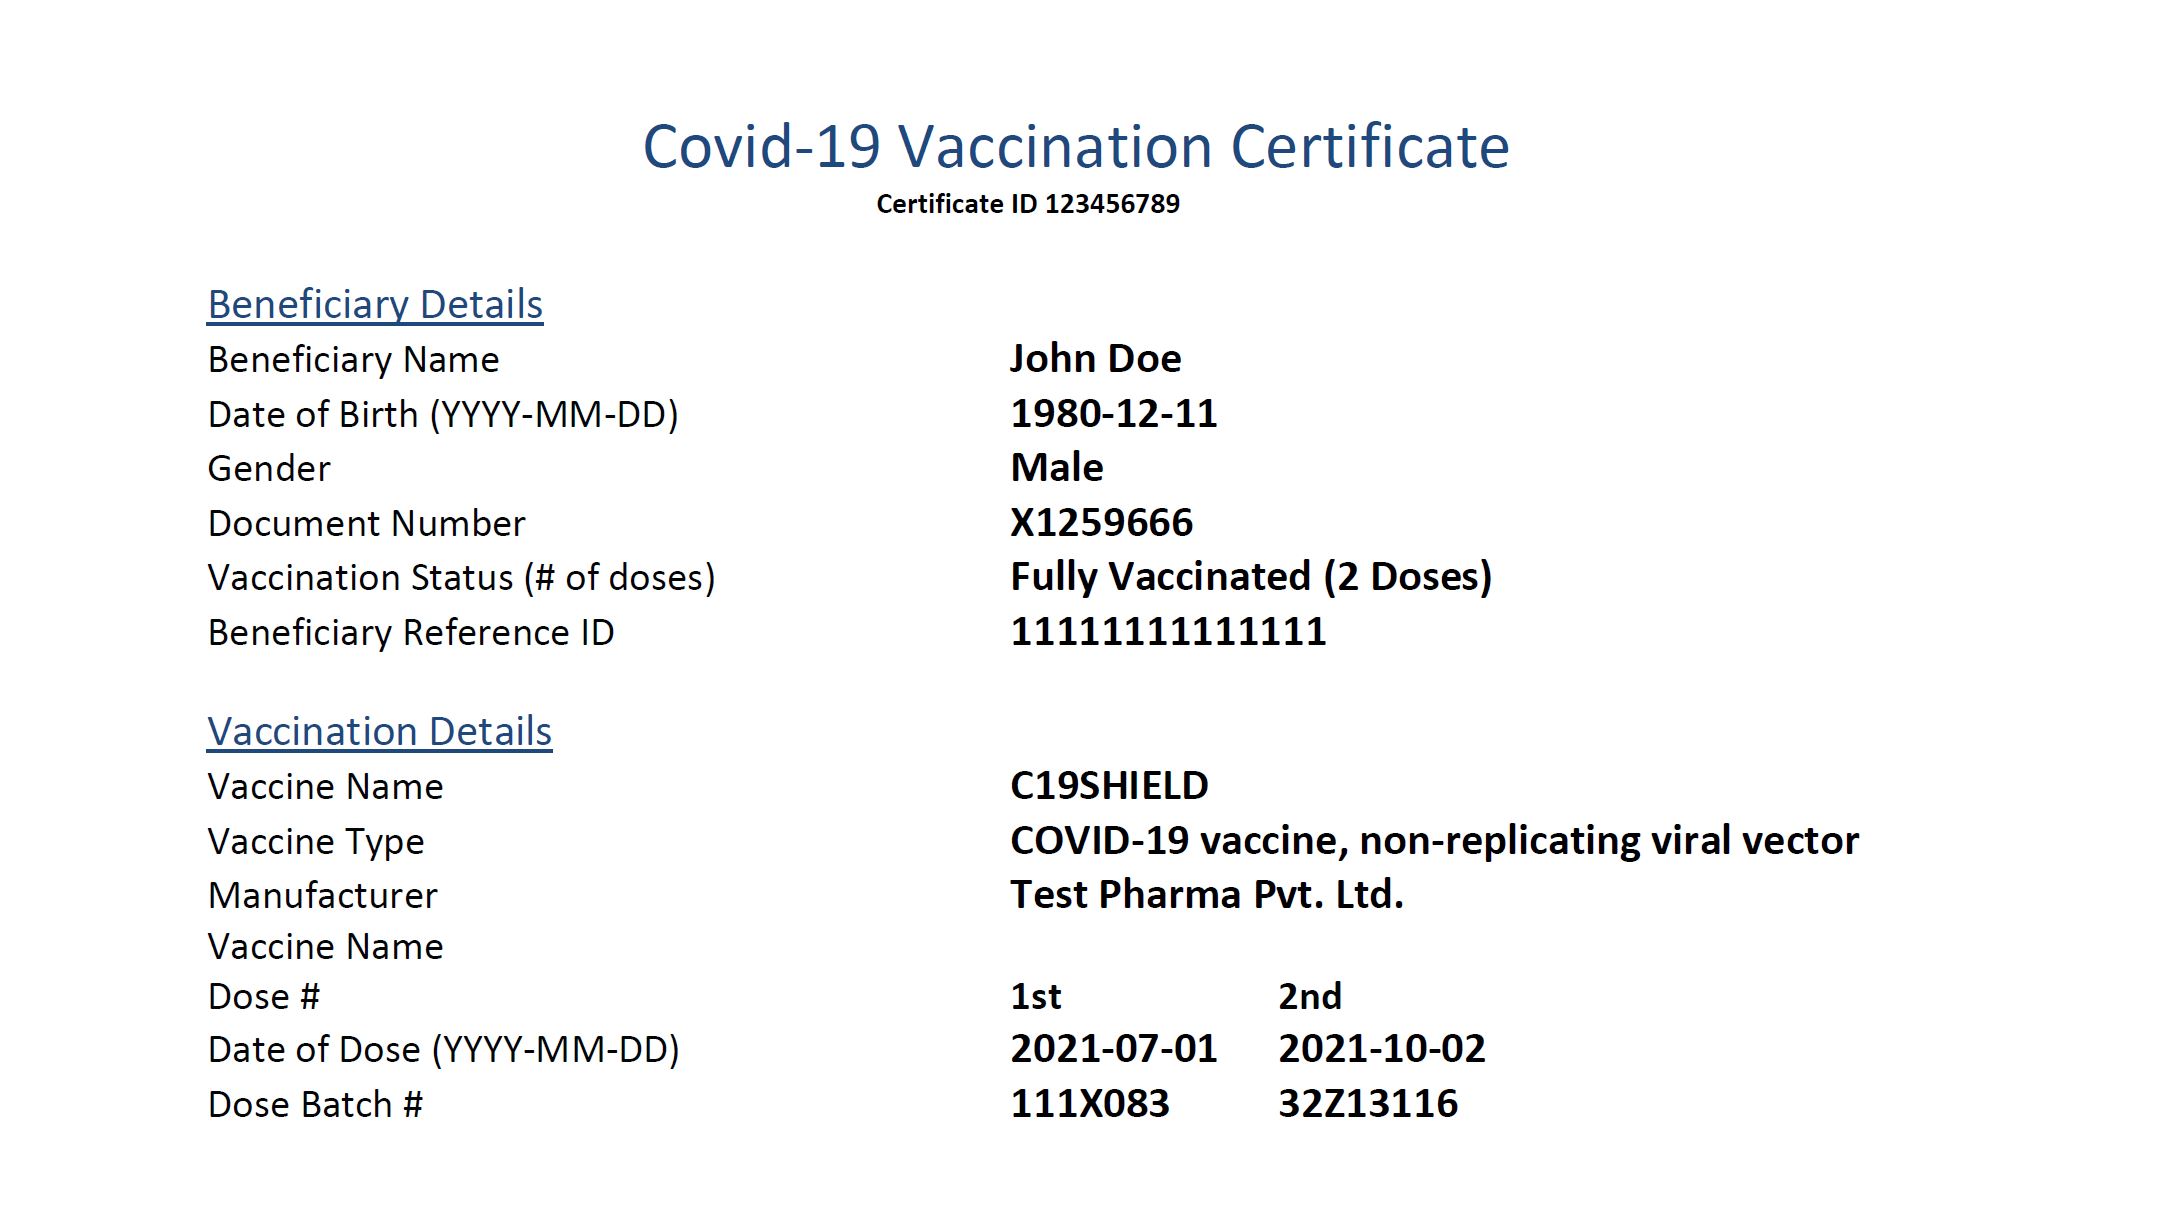 Covid-19 Vaccination Certificate
Certificate ID 123456789
Beneficiary Details
Beneficiary Name John Doe
Date of Birth (YYYY-MM-DD) 1980-12-11
Gender Male
Document Number X1259666
Vaccination Status (# of doses) Fully Vaccinated (2 Doses)
Beneficiary Reference ID 11111111111111
Vaccination Details
Vaccine Name C19SHIELD
Vaccine Type COVID-19 vaccine, non-replicating viral vector
Manufacturer Test Pharma Pvt. Ltd.
Vaccine Name
Dose # 1st 2nd
Date of Dose (YYYY-MM-DD) 2021-07-01 2021-10-02
Dose Batch # 111X083 32Z13116